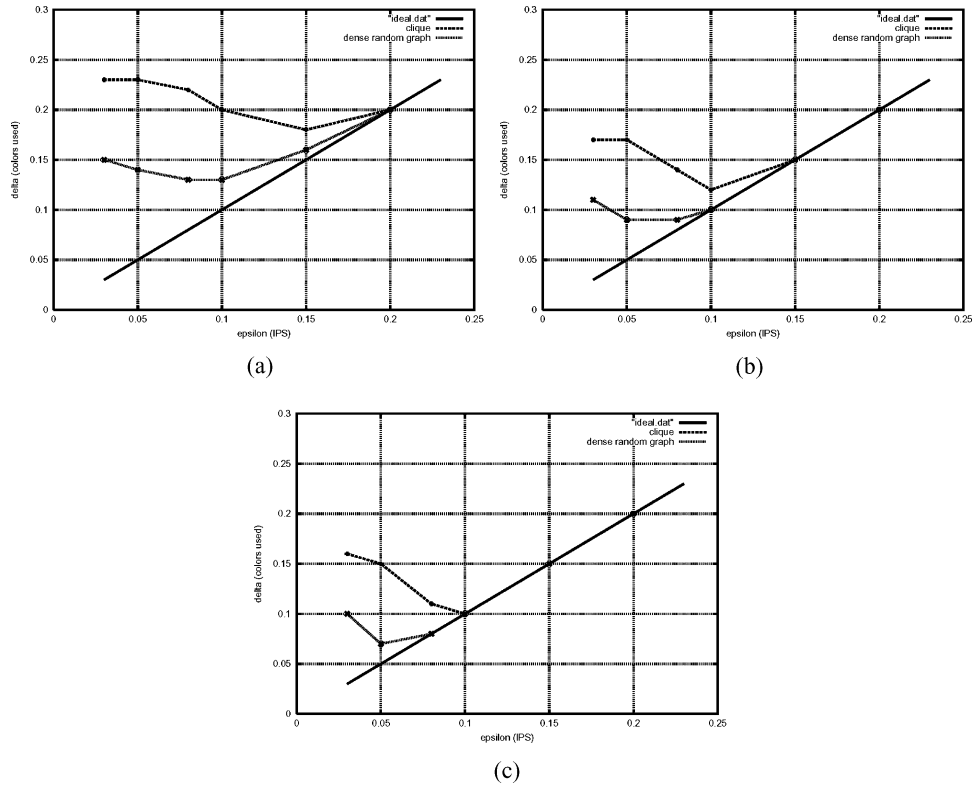 0.3
0.25
0.2
0.15
0.1
0.05
0
delta (colors used)
"ideal.dat"
clique
dense random graph
0 0.05 0.1 0.15 0.2 0.25
epsilon (IPS)
(a)
0.3
0.25
0.2
0.15
0.1
0.05
0
delta (colors used)
"ideal.dat"
clique
dense random graph
0 0.05 0.1 0.15 0.2 0.25
epsilon (IPS)
(b)
0.3
0.25
0.2
0.15
0.1
0.05
0
delta (colors used)
"ideal.dat"
clique
dense random graph
0 0.05 0.1 0.15 0.2 0.25
epsilon (IPS)
(c)